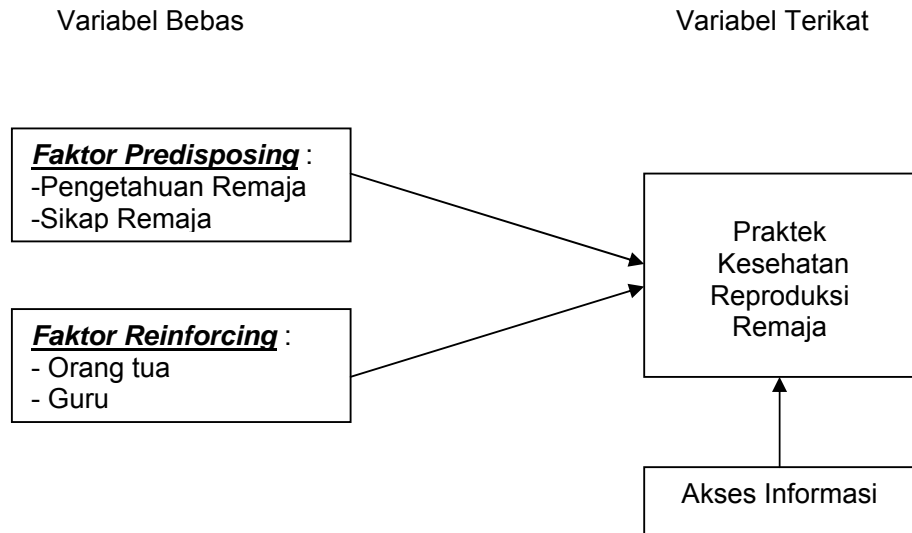 Variabel Bebas
Variabel Terikat
Faktor Predisposing :
-Pengetahuan Remaja
-Sikap Remaja
Faktor Reinforcing :
- Orang tua
- Guru
Praktek
Kesehatan
Reproduksi
Remaja
Akses Informasi